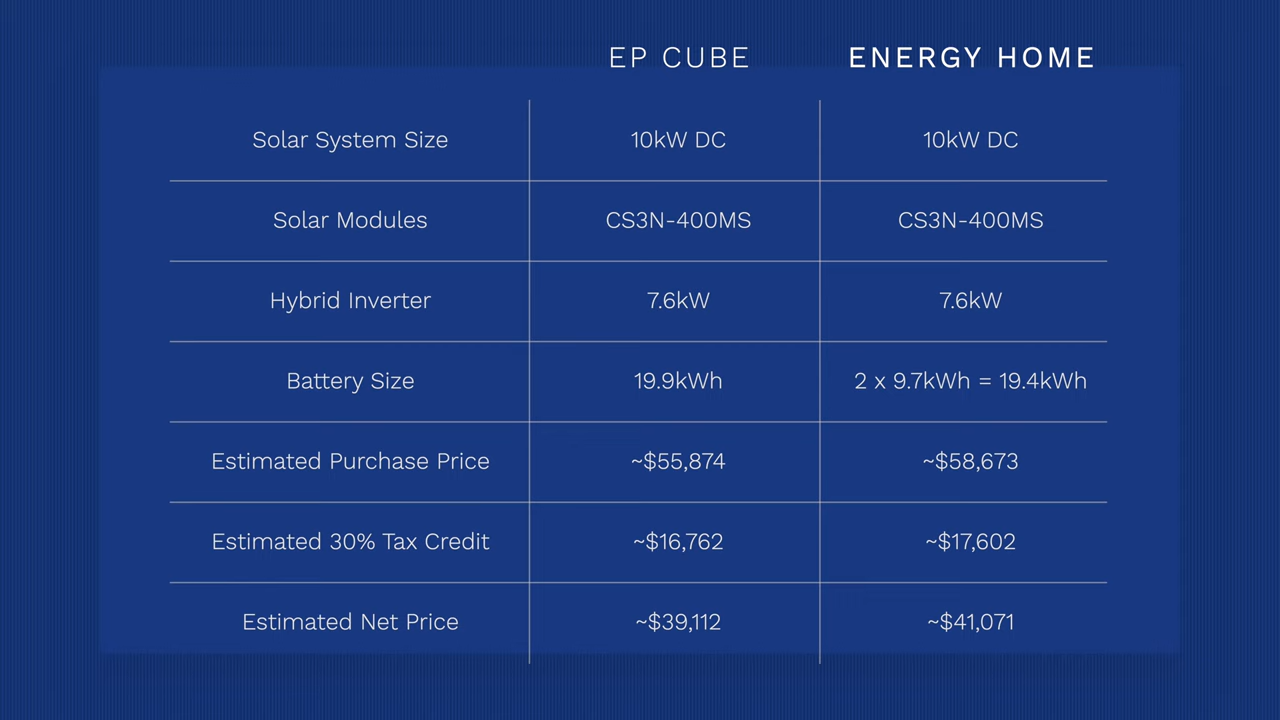 EP CUBE ENERGY HOME
Solar System Size 10kW DC 10kW DC
Solar Modules CS3N-400MS CS3N-400MS
Hybrid Inverter 7.6kW 7.6kW
Battery Size 19.9kWh 2 x 9.7kWh = 19.4kWh
Estimated Purchase Price ~$55,874 ~$58,673
Estimated 30% Tax Credit ~$16,762 ~$17,602
Estimated Net Price ~$39,112 ~$41,071